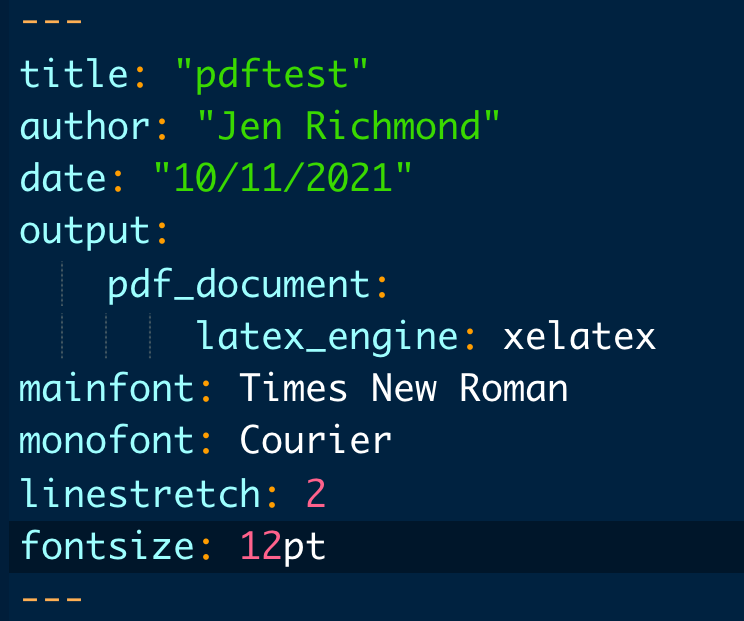 ---
title: "pdftest"
author: "Jen Richmond"
date: "10/11/2021"
output:
    pdf_document:
        latex_engine: xelatex
mainfont: Times New Roman
monofont: Courier
linestretch: 2
fontsize: 12pt
---